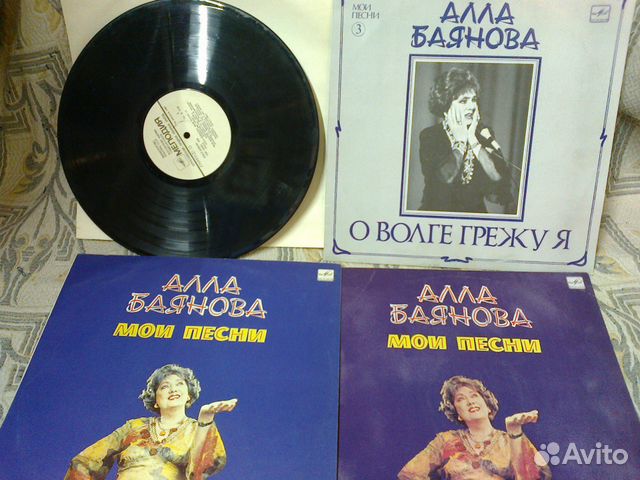 МЕЛОДИЯ
МОИ
ПЕСНИ
3
АЛЛА
БАЯНОВА
О ВОЛГЕ ГРЕЖУ Я
АЛЛА
БАЯНОВА
МОИ ПЕСНИ
АЛЛА
БАЯНОВА
МОИ ПЕСНИ
Avito